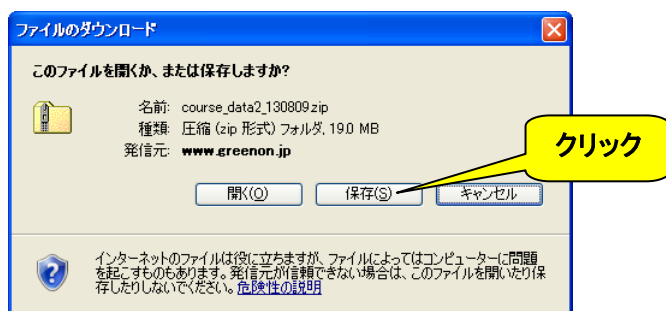 ファイルのダウンロード
このファイルを開くか、または保存しますか?
名前: course_data2_130809.zip
種類: 圧縮 (zip 形式) フォルダ, 19.0 MB
発信元: www.greenon.jp
クリック
開く(O) 保存(S) キャンセル
インターネットのファイルは役に立ちますが、ファイルによってはコンピューターに問題
を起こすものもあります。発信元が信頼できない場合は、このファイルを開いたり保
存したりしないでください。危険性の説明